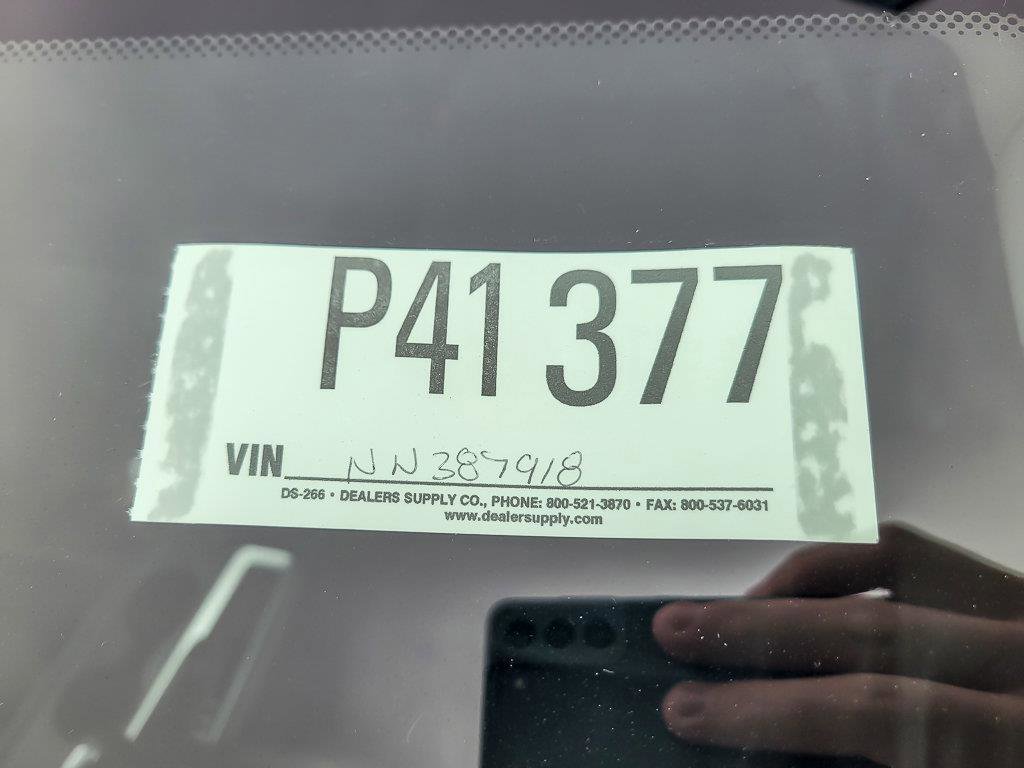 P41 377
VIN NN387918
DS-266 • DEALERS SUPPLY CO., PHONE: 800-521-3870 • FAX: 800-537-6031
www.dealersupply.com